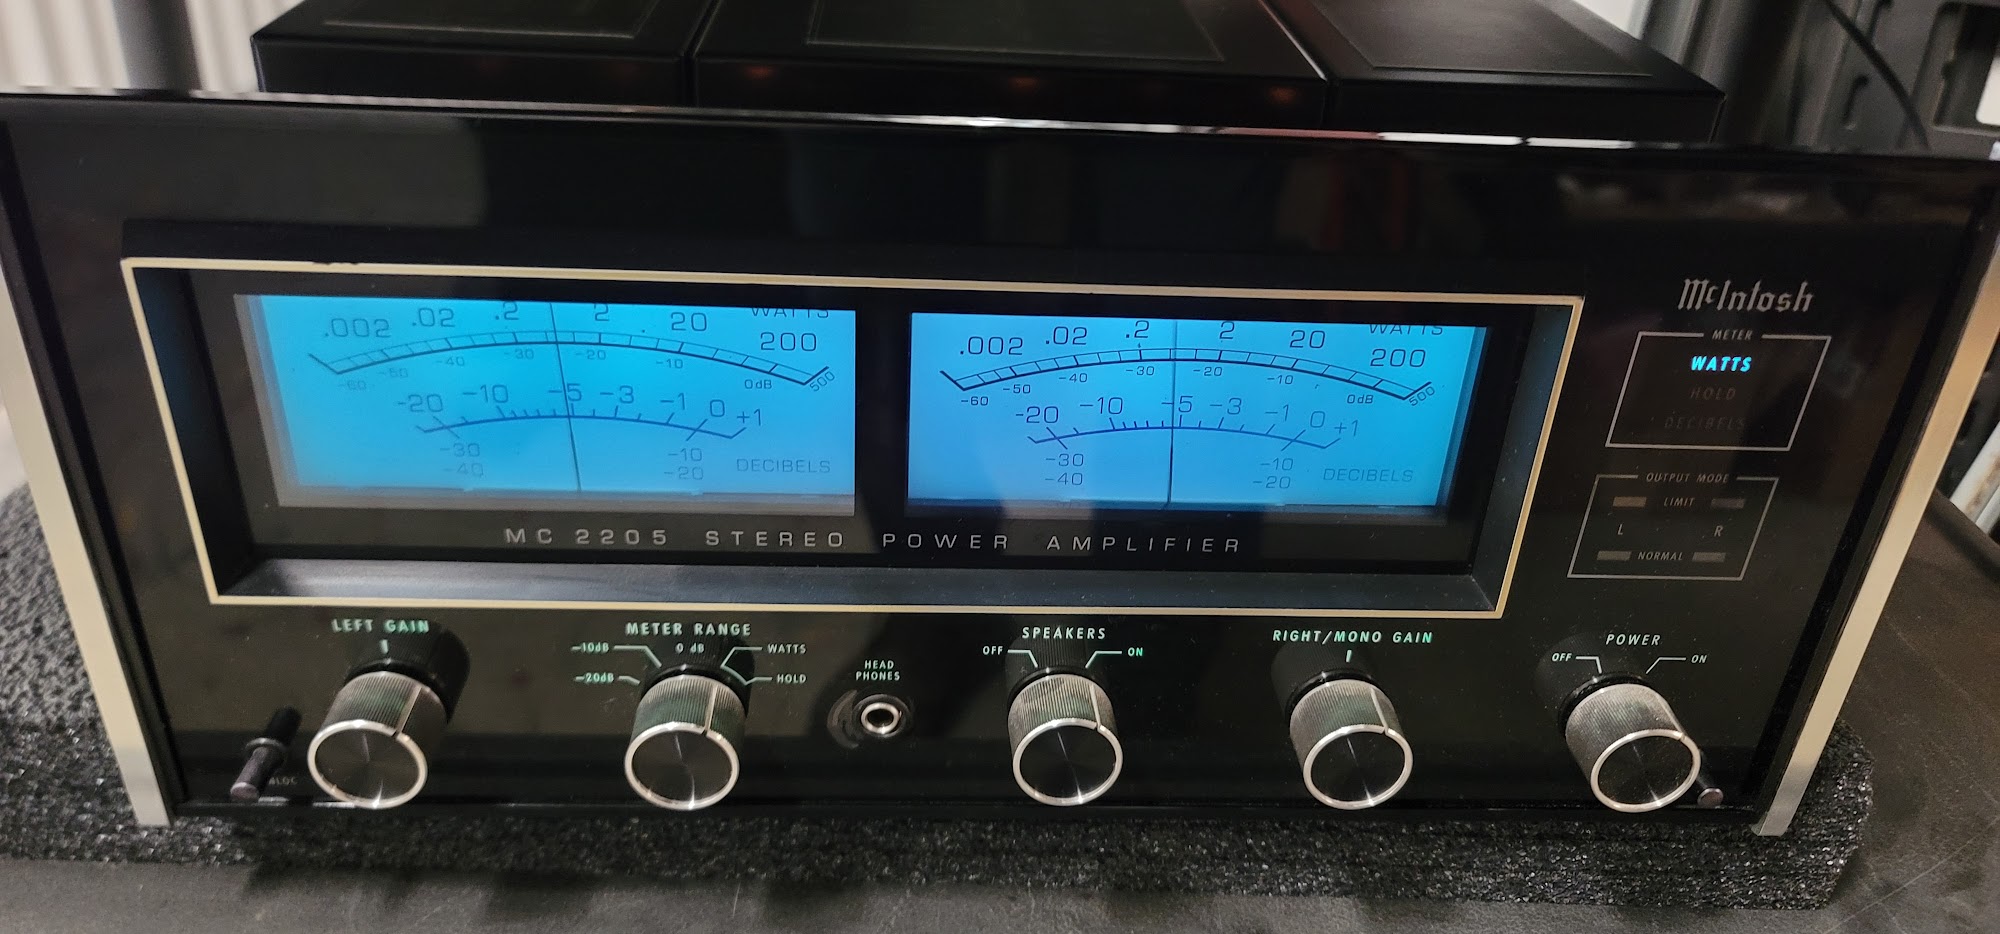 WATTS
.002 .02 .2 2 20 200 500
-60 -50 -40 -30 -20 -10 0dB
-20 -10 -5 -3 -1 0 +1
-30 -10
-40 -20 DECIBELS
WATTS
.002 .02 .2 2 20 200 500
-60 -50 -40 -30 -20 -10 0dB
-20 -10 -5 -3 -1 0 +1
-30 -10
-40 -20 DECIBELS
MC 2205 STEREO POWER AMPLIFIER
McIntosh
METER
WATTS
HOLD
DECIBELS
OUTPUT MODE
LIMIT
L R
NORMAL
LEFT GAIN
METER RANGE
-10dB 0 dB WATTS
-20dB HOLD
HEAD
PHONES
SPEAKERS
OFF ON
RIGHT/MONO GAIN
POWER
OFF ON